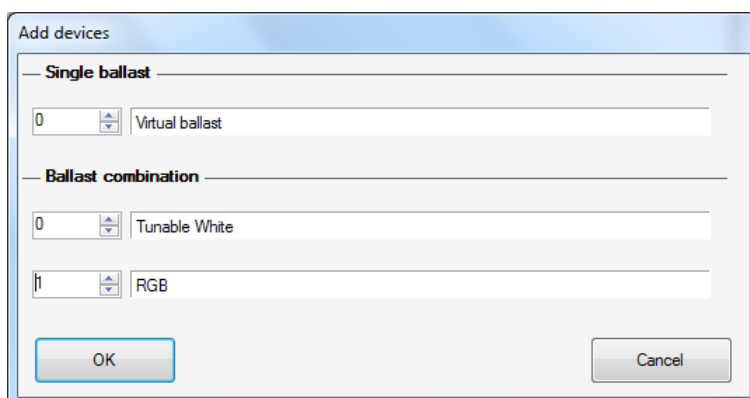 Add devices
Single ballast
0 Virtual ballast
Ballast combination
0 Tunable White
1 RGB
OK Cancel